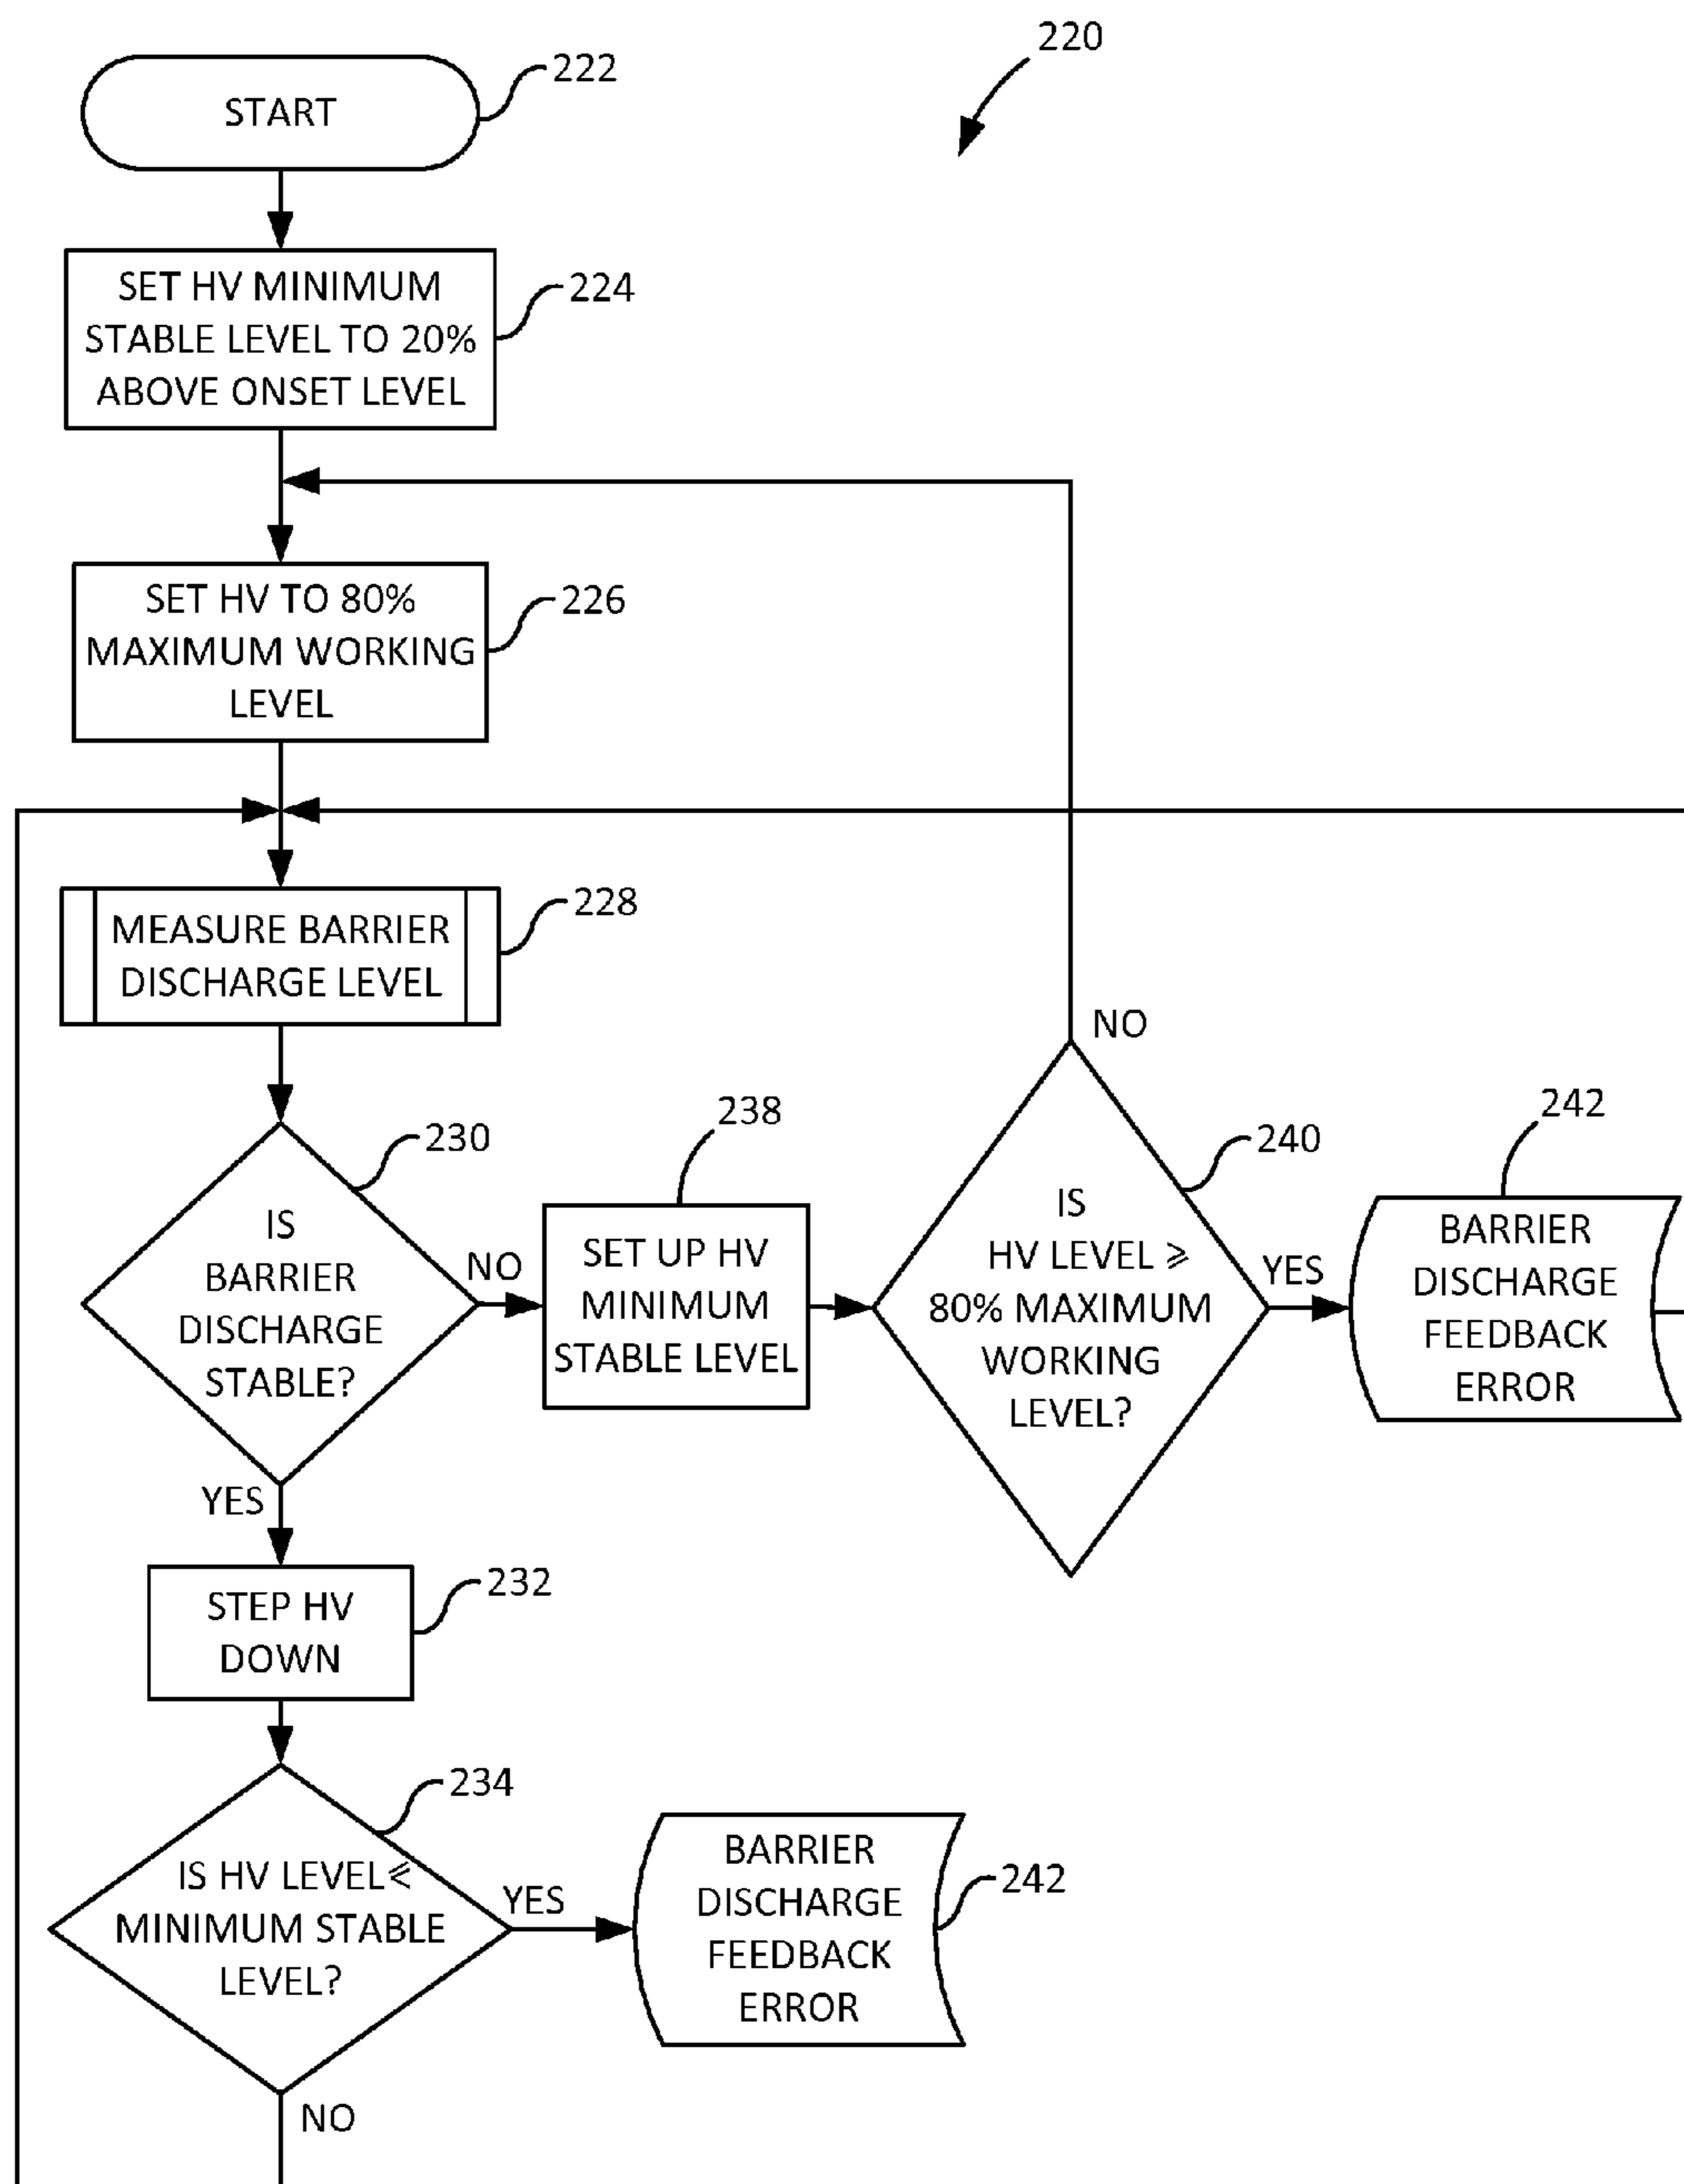 220
START
222
SET HV MINIMUM
STABLE LEVEL TO 20%
ABOVE ONSET LEVEL
224
SET HV TO 80%
MAXIMUM WORKING
LEVEL
226
MEASURE BARRIER
DISCHARGE LEVEL
228
IS
BARRIER
DISCHARGE
STABLE?
230
NO
SET UP HV
MINIMUM
STABLE LEVEL
238
NO
IS
HV LEVEL ⩾
80% MAXIMUM
WORKING
LEVEL?
240
YES
BARRIER
DISCHARGE
FEEDBACK
ERROR
242
YES
STEP HV
DOWN
232
IS HV LEVEL⩽
MINIMUM STABLE
LEVEL?
234
YES
BARRIER
DISCHARGE
FEEDBACK
ERROR
242
NO